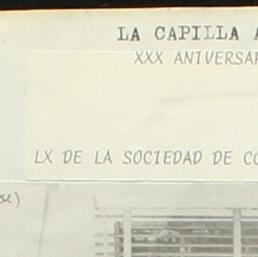 LA CAPILLA
XXX ANIVERSAR
LX DE LA SOCIEDAD DE CO